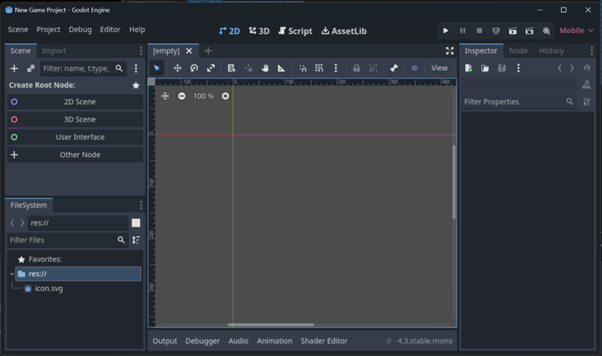 New Game Project - Godot Engine
Scene Project Debug Editor Help
2D 3D Script AssetLib
Mobile
Scene Import
Filter: name, t:type,
Create Root Node:
2D Scene
3D Scene
User Interface
Other Node
FileSystem
res://
Filter Files
Favorites:
res://
icon.svg
[empty]
View
100 %
Output Debugger Audio Animation Shader Editor
4.3.stable.mono
Inspector Node History
Filter Properties